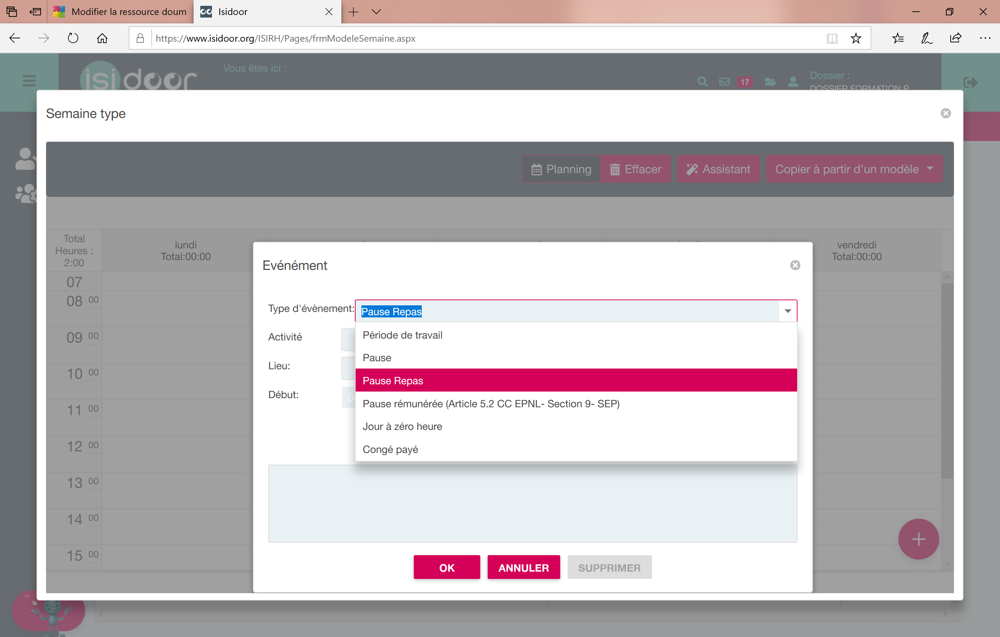 Modifier la ressource doum
Isidoor
https://www.isidoor.org/ISIRH/Pages/frmModeleSemaine.aspx
isidoor
Vous êtes ici :
17
Dossier :
DOSSIER FORMATION P
Semaine type
Planning
Effacer
Assistant
Copier à partir d'un modèle
Total
Heures :
2:00
lundi
Total:00:00
vendredi
Total:00:00
07
08 00
09 00
10 00
11 00
12 00
13 00
14 00
15 00
Evénément
Type d'évènement:
Pause Repas
Activité
Lieu:
Début:
Période de travail
Pause
Pause Repas
Pause rémunérée (Article 5.2 CC EPNL- Section 9- SEP)
Jour à zéro heure
Congé payé
OK
ANNULER
SUPPRIMER
CV